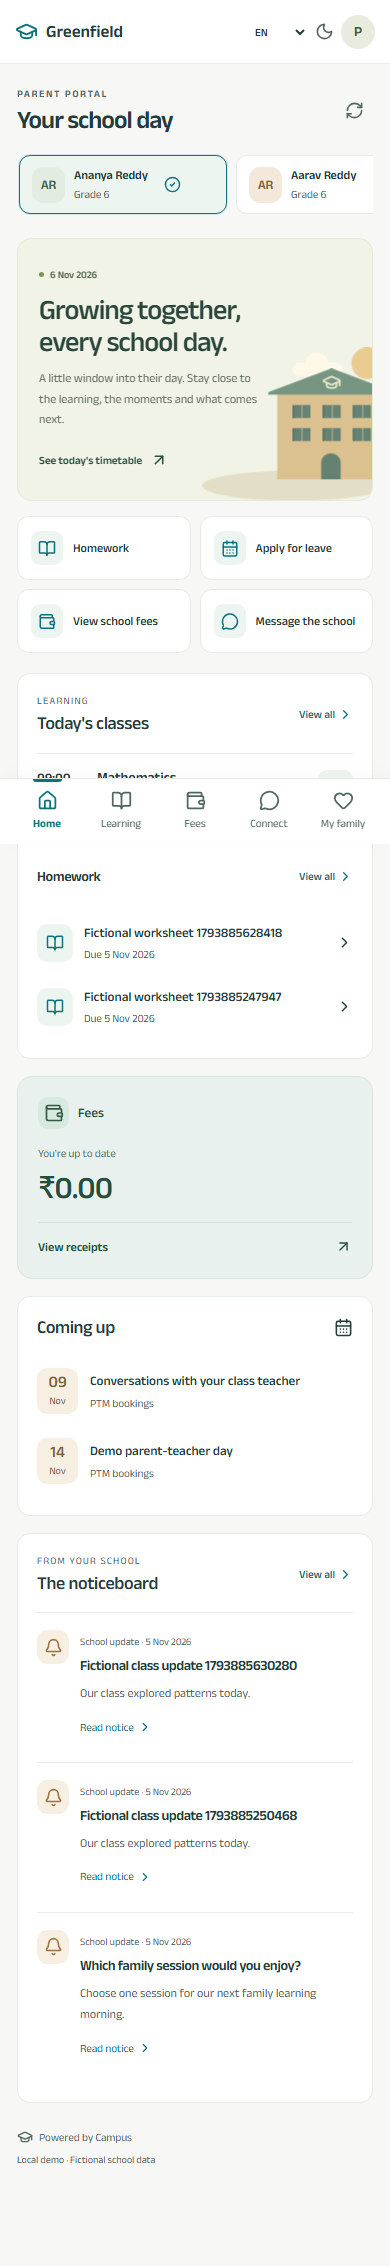 Greenfield
EN
P
PARENT PORTAL
Your school day
AR
Ananya Reddy
Grade 6
AR
Aarav Reddy
Grade 6
6 Nov 2026
Growing together,
every school day.
A little window into their day. Stay close to
the learning, the moments and what comes
next.
See today's timetable
Homework
Apply for leave
View school fees
Message the school
LEARNING
Today's classes
View all
09:00
Mathematics
Home
Learning
Fees
Connect
My family
Homework
View all
Fictional worksheet 1793885628418
Due 5 Nov 2026
Fictional worksheet 1793885247947
Due 5 Nov 2026
Fees
You're up to date
₹0.00
View receipts
Coming up
09
Nov
Conversations with your class teacher
PTM bookings
14
Nov
Demo parent-teacher day
PTM bookings
FROM YOUR SCHOOL
The noticeboard
View all
School update · 5 Nov 2026
Fictional class update 1793885630280
Our class explored patterns today.
Read notice
School update · 5 Nov 2026
Fictional class update 1793885250468
Our class explored patterns today.
Read notice
School update · 5 Nov 2026
Which family session would you enjoy?
Choose one session for our next family learning
morning.
Read notice
Powered by Campus
Local demo · Fictional school data